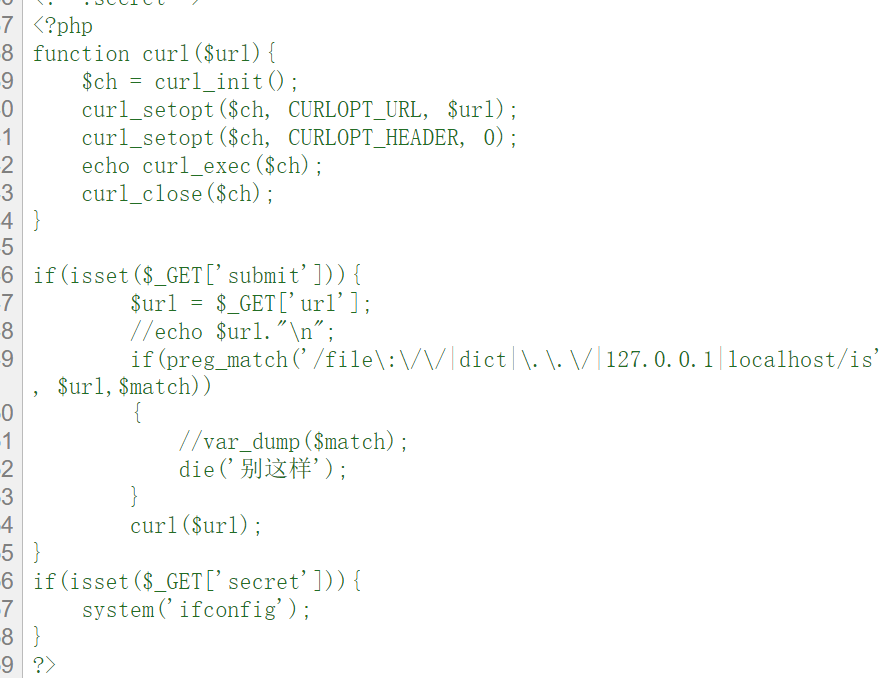 7 <?php
8 function curl($url){
9     $ch = curl_init();
0     curl_setopt($ch, CURLOPT_URL, $url);
1     curl_setopt($ch, CURLOPT_HEADER, 0);
2     echo curl_exec($ch);
3     curl_close($ch);
4 }
5
6 if(isset($_GET['submit'])){
7         $url = $_GET['url'];
8         //echo $url."\n";
9         if(preg_match('/file\:\/\/|dict|\.\.\/|127.0.0.1|localhost/is'
, $url,$match))
0         {
1             //var_dump($match);
2             die('别这样');
3         }
4         curl($url);
5 }
6 if(isset($_GET['secret'])){
7     system('ifconfig');
8 }
9 ?>